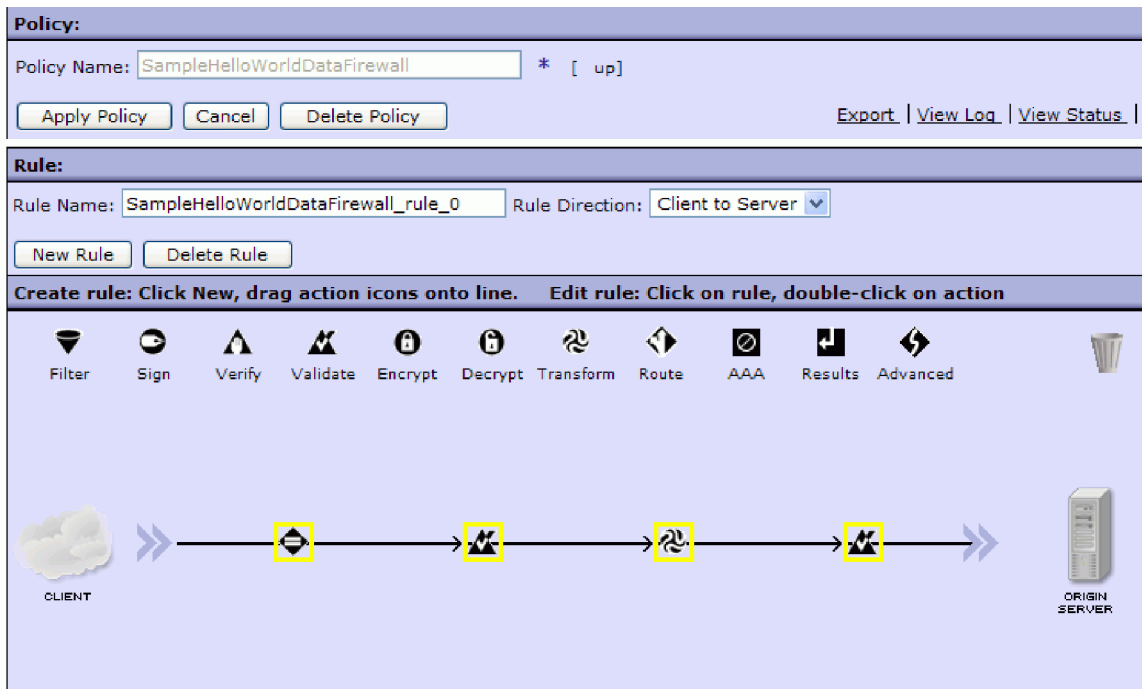 Policy:
Policy Name: SampleHelloWorldDataFirewall * [ up]
Apply Policy Cancel Delete Policy Export | View Log | View Status |
Rule:
Rule Name: SampleHelloWorldDataFirewall_rule_0 Rule Direction: Client to Server
New Rule Delete Rule
Create rule: Click New, drag action icons onto line. Edit rule: Click on rule, double-click on action
Filter Sign Verify Validate Encrypt Decrypt Transform Route AAA Results Advanced
CLIENT
ORIGIN
SERVER